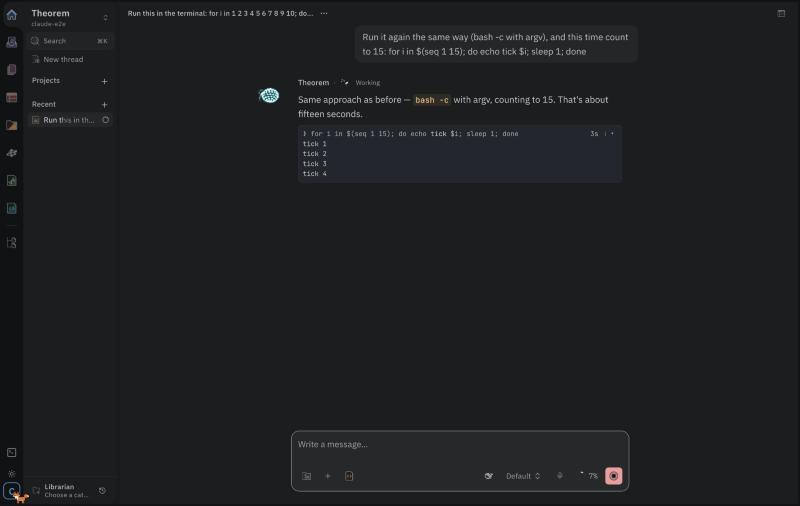 Theorem
claude-e2e
Search ⌘K
New thread
Projects +
Recent +
Run this in th...
Librarian
Choose a cat...
Run this in the terminal: for i in 1 2 3 4 5 6 7 8 9 10; do... ···
Run it again the same way (bash -c with argv), and this time count
to 15: for i in $(seq 1 15); do echo tick $i; sleep 1; done
Theorem · Working
Same approach as before — bash -c with argv, counting to 15. That's about
fifteen seconds.
for i in $(seq 1 15); do echo tick $i; sleep 1; done 3s
tick 1
tick 2
tick 3
tick 4
Write a message...
+ Default 7%
C